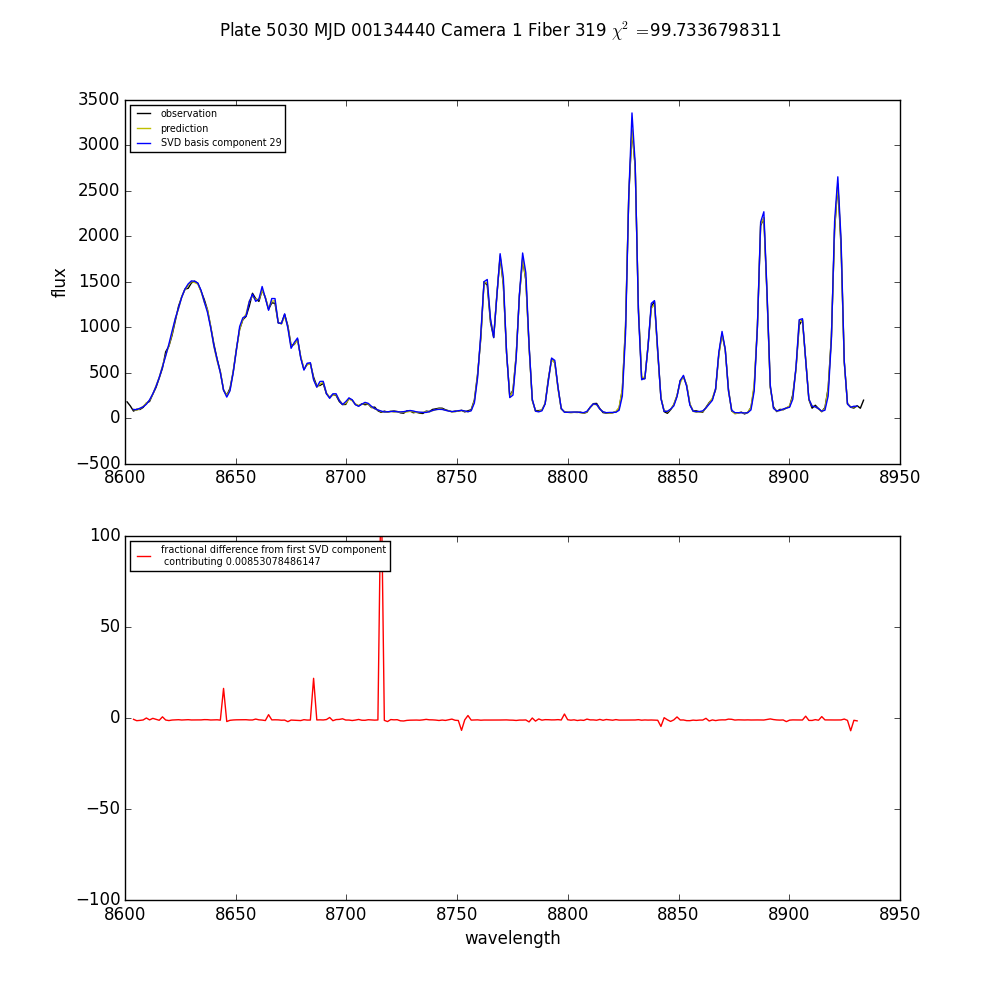 Plate 5030 MJD 00134440 Camera 1 Fiber 319 χ² =99.7336798311
3500
3000
2500
2000
1500
1000
500
0
−500
flux
observation
prediction
SVD basis component 29
8600 8650 8700 8750 8800 8850 8900 8950
100
50
0
−50
−100
fractional difference from first SVD component
contributing 0.00853078486147
8600 8650 8700 8750 8800 8850 8900 8950
wavelength